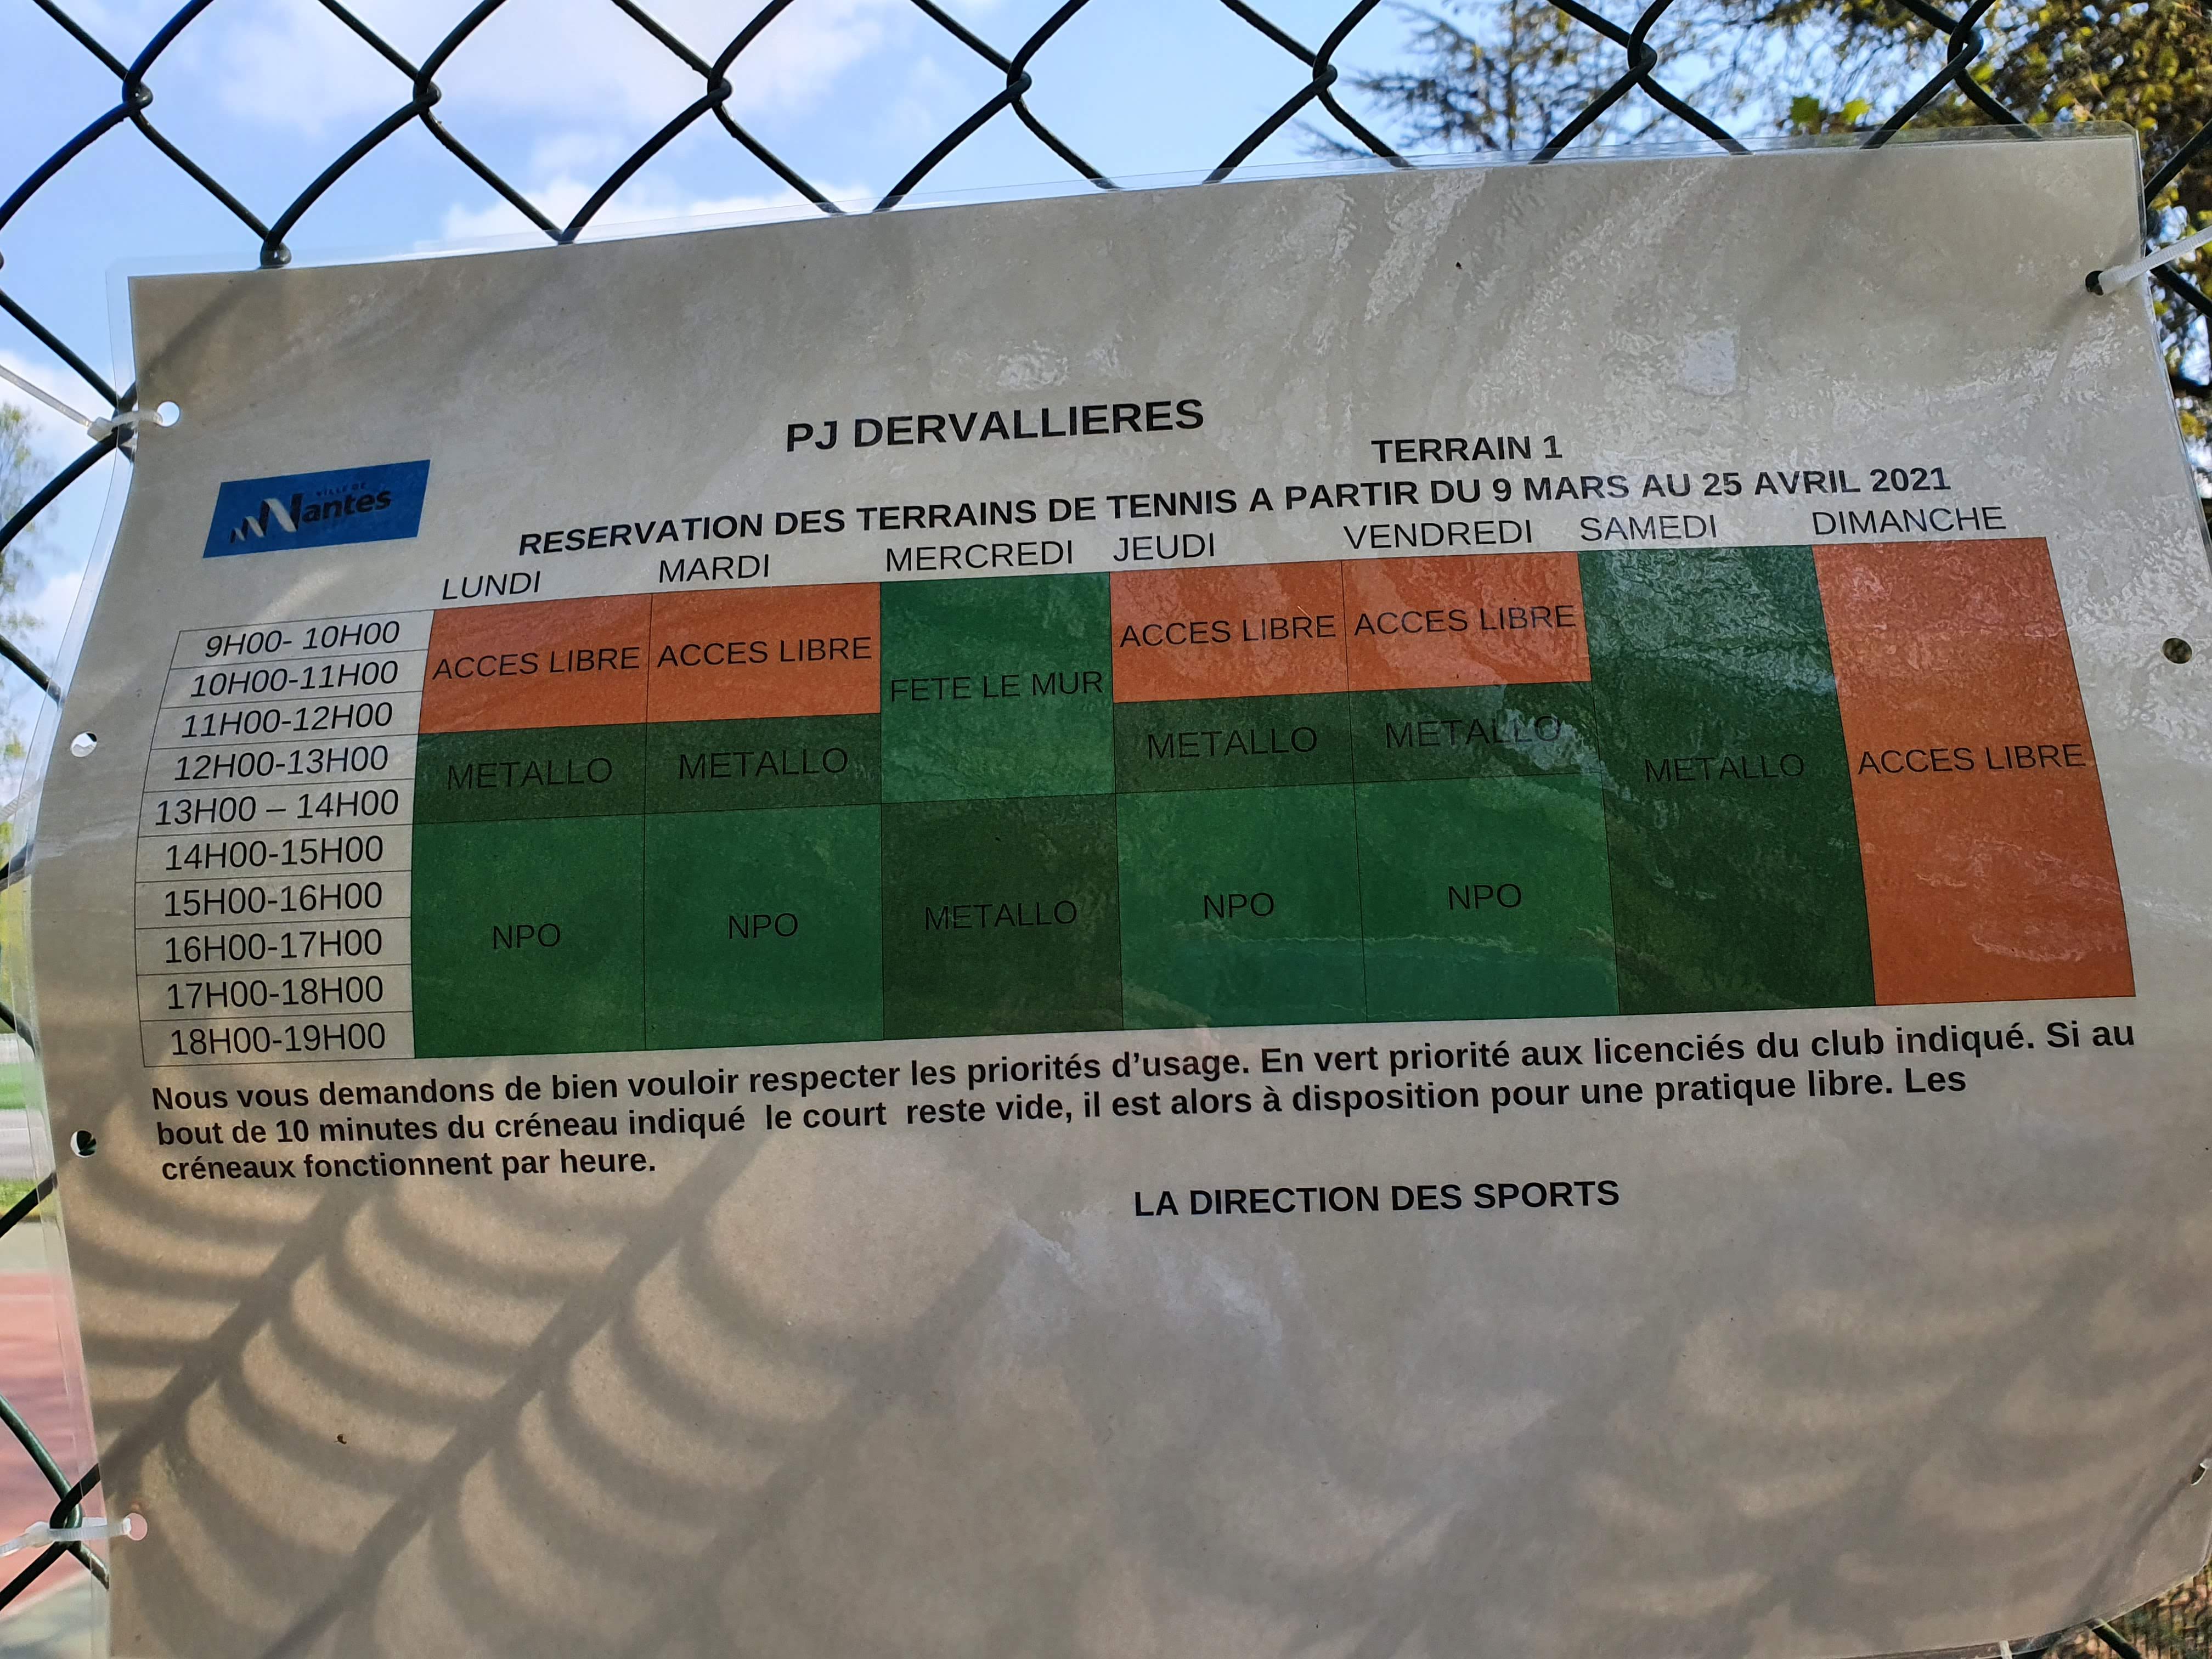 PJ DERVALLIERES
TERRAIN 1
VILLE DE
Nantes
RESERVATION DES TERRAINS DE TENNIS A PARTIR DU 9 MARS AU 25 AVRIL 2021
LUNDI MARDI MERCREDI JEUDI VENDREDI SAMEDI DIMANCHE
9H00- 10H00
10H00-11H00
11H00-12H00
12H00-13H00
13H00 – 14H00
14H00-15H00
15H00-16H00
16H00-17H00
17H00-18H00
18H00-19H00
ACCES LIBRE ACCES LIBRE FETE LE MUR ACCES LIBRE ACCES LIBRE
METALLO METALLO METALLO METALLO METALLO ACCES LIBRE
NPO NPO METALLO NPO NPO
Nous vous demandons de bien vouloir respecter les priorités d’usage. En vert priorité aux licenciés du club indiqué. Si au
bout de 10 minutes du créneau indiqué le court reste vide, il est alors à disposition pour une pratique libre. Les
créneaux fonctionnent par heure.
LA DIRECTION DES SPORTS